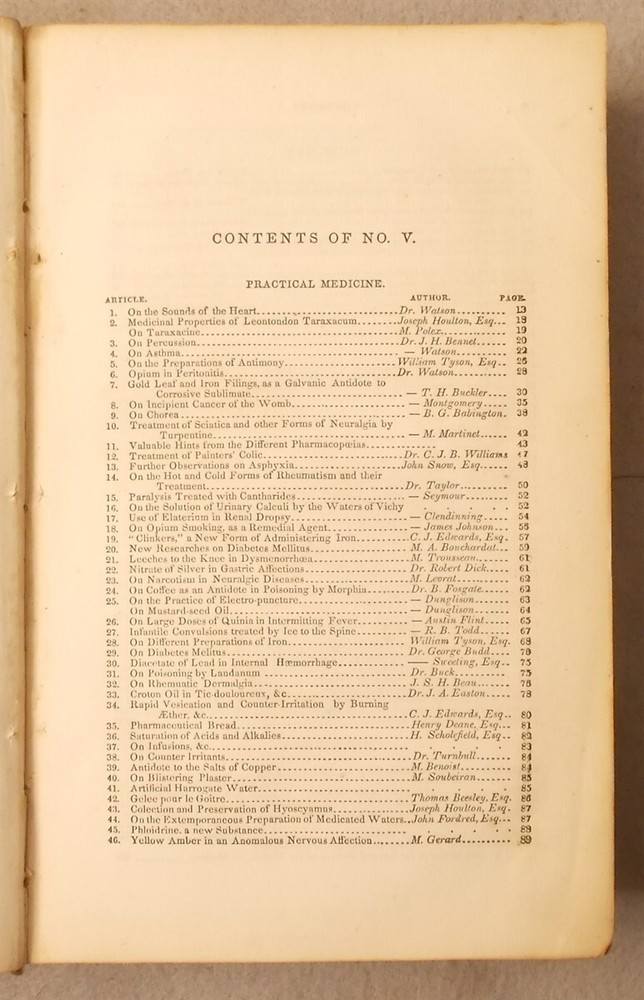 CONTENTS OF NO. V.
PRACTICAL MEDICINE.
ARTICLE. AUTHOR. PAGE.
1. On the Sounds of the Heart Dr. Watson 13
2. Medicinal Properties of Leontondon Taraxacum Joseph Houlton, Esq. 18
On Taraxacine M. Polex 19
3. On Percussion Dr. J. H. Bennet 20
4. On Asthma — Watson 22
5. On the Preparations of Antimony William Tyson, Esq. 26
6. Opium in Peritonitis Dr. Watson 28
7. Gold Leaf and Iron Filings, as a Galvanic Antidote to
Corrosive Sublimate — T. H. Buckler 30
8. On Incipient Cancer of the Womb — Montgomery 35
9. On Chorea — B. G. Babington. 38
10. Treatment of Sciatica and other Forms of Neuralgia by
Turpentine — M. Martinet 42
11. Valuable Hints from the Different Pharmacopœias 43
12. Treatment of Painters' Colic Dr. C. J. B. Williams 47
13. Further Observations on Asphyxia John Snow, Esq. 48
14. On the Hot and Cold Forms of Rheumatism and their
Treatment Dr. Taylor 50
15. Paralysis Treated with Cantharides — Seymour 52
16. On the Solution of Urinary Calculi by the Waters of Vichy 52
17. Use of Elaterium in Renal Dropsy — Clendinning 54
18. On Opium Smoking, as a Remedial Agent — James Johnson 56
19. "Clinkers," a New Form of Administering Iron C. J. Edwards, Esq. 57
20. New Researches on Diabetes Mellitus M. A. Bouchardat 59
21. Leeches to the Knee in Dysmenorrhœa M. Trousseau 61
22. Nitrate of Silver in Gastric Affections Dr. Robert Dick 61
23. On Narcotism in Neuralgic Diseases M. Leorat 62
24. On Coffee as an Antidote in Poisoning by Morphia Dr. B. Fosgate 62
25. On the Practice of Electro-puncture — Dunglison 63
On Mustard-seed Oil — Dunglison 64
26. On Large Doses of Quinia in Intermitting Fever — Austin Flint 65
27. Infantile Convulsions treated by Ice to the Spine — R. B. Todd 67
28. On Different Preparations of Iron William Tyson, Esq. 68
29. On Diabetes Mellitus Dr. George Budd 70
30. Diacetate of Lead in Internal Hæmorrhage —— Sweeting, Esq. 75
31. On Poisoning by Laudanum Dr. Buck 75
32. On Rheumatic Dermalgia J. S. H. Beau 76
33. Croton Oil in Tic-douloureux, &c. Dr. J. A. Easton 78
34. Rapid Vesication and Counter-Irritation by Burning
Æther, &c. C. J. Edwards, Esq. 80
35. Pharmaceutical Bread Henry Deane, Esq. 81
36. Saturation of Acids and Alkalies H. Scholefield, Esq. 82
37. On Infusions, &c. 83
38. On Counter Irritants Dr. Turnbull 84
39. Antidote to the Salts of Copper M. Benoist 84
40. On Blistering Plaster M. Soubeiran 85
41. Artificial Harrogate Water 85
42. Gelee pour le Goitre Thomas Beesley, Esq. 86
43. Colection and Preservation of Hyoscyamus Joseph Houlton, Esq. 87
44. On the Extemporaneous Preparation of Medicated Waters John Fordred, Esq. 87
45. Phloidrine, a new Substance 89
46. Yellow Amber in an Anomalous Nervous Affection M. Gerard 89